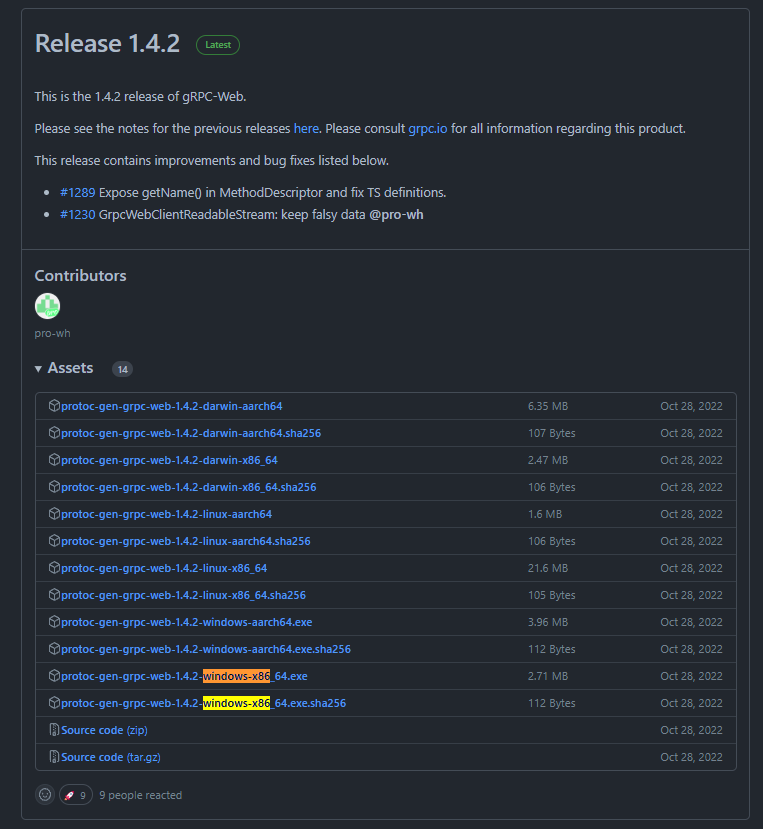 Release 1.4.2 Latest
This is the 1.4.2 release of gRPC-Web.
Please see the notes for the previous releases here. Please consult grpc.io for all information regarding this product.
This release contains improvements and bug fixes listed below.
#1289 Expose getName() in MethodDescriptor and fix TS definitions.
#1230 GrpcWebClientReadableStream: keep falsy data @pro-wh
Contributors
pro-wh
Assets 14
protoc-gen-grpc-web-1.4.2-darwin-aarch64 6.35 MB Oct 28, 2022
protoc-gen-grpc-web-1.4.2-darwin-aarch64.sha256 107 Bytes Oct 28, 2022
protoc-gen-grpc-web-1.4.2-darwin-x86_64 2.47 MB Oct 28, 2022
protoc-gen-grpc-web-1.4.2-darwin-x86_64.sha256 106 Bytes Oct 28, 2022
protoc-gen-grpc-web-1.4.2-linux-aarch64 1.6 MB Oct 28, 2022
protoc-gen-grpc-web-1.4.2-linux-aarch64.sha256 106 Bytes Oct 28, 2022
protoc-gen-grpc-web-1.4.2-linux-x86_64 21.6 MB Oct 28, 2022
protoc-gen-grpc-web-1.4.2-linux-x86_64.sha256 105 Bytes Oct 28, 2022
protoc-gen-grpc-web-1.4.2-windows-aarch64.exe 3.96 MB Oct 28, 2022
protoc-gen-grpc-web-1.4.2-windows-aarch64.exe.sha256 112 Bytes Oct 28, 2022
protoc-gen-grpc-web-1.4.2-windows-x86_64.exe 2.71 MB Oct 28, 2022
protoc-gen-grpc-web-1.4.2-windows-x86_64.exe.sha256 112 Bytes Oct 28, 2022
Source code (zip) Oct 28, 2022
Source code (tar.gz) Oct 28, 2022
9 9 people reacted